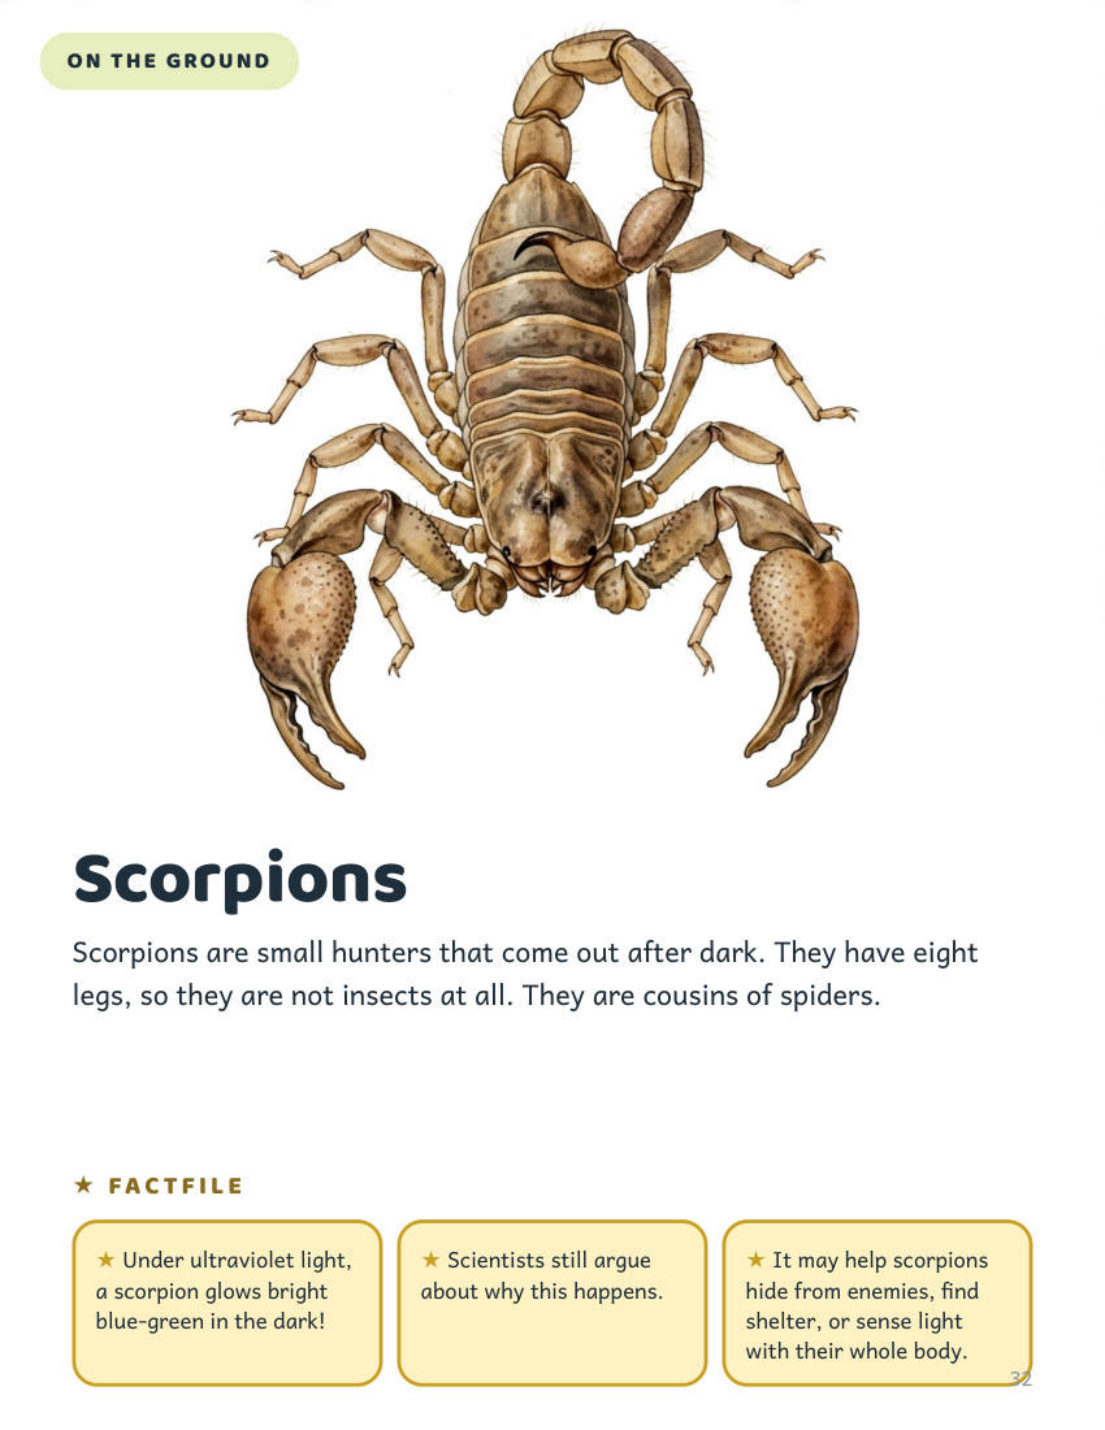 ON THE GROUND
Scorpions
Scorpions are small hunters that come out after dark. They have eight
legs, so they are not insects at all. They are cousins of spiders.
★ FACTFILE
★ Under ultraviolet light,
a scorpion glows bright
blue-green in the dark!
★ Scientists still argue
about why this happens.
★ It may help scorpions
hide from enemies, find
shelter, or sense light
with their whole body.
32